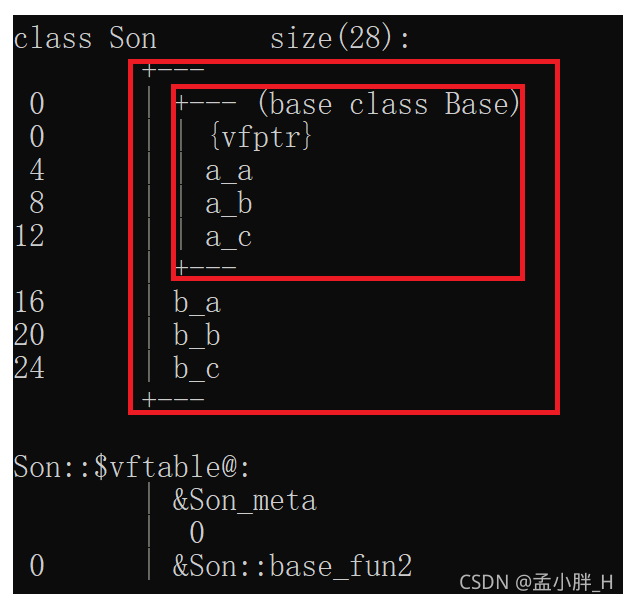 class Son size(28):
+---
0 | +--- (base class Base)
0 | | {vfptr}
4 | | a_a
8 | | a_b
12 | | a_c
| +---
16 | b_a
20 | b_b
24 | b_c
+---
Son::$vftable@:
| &Son_meta
| 0
0 | &Son::base_fun2
CSDN @孟小胖_H